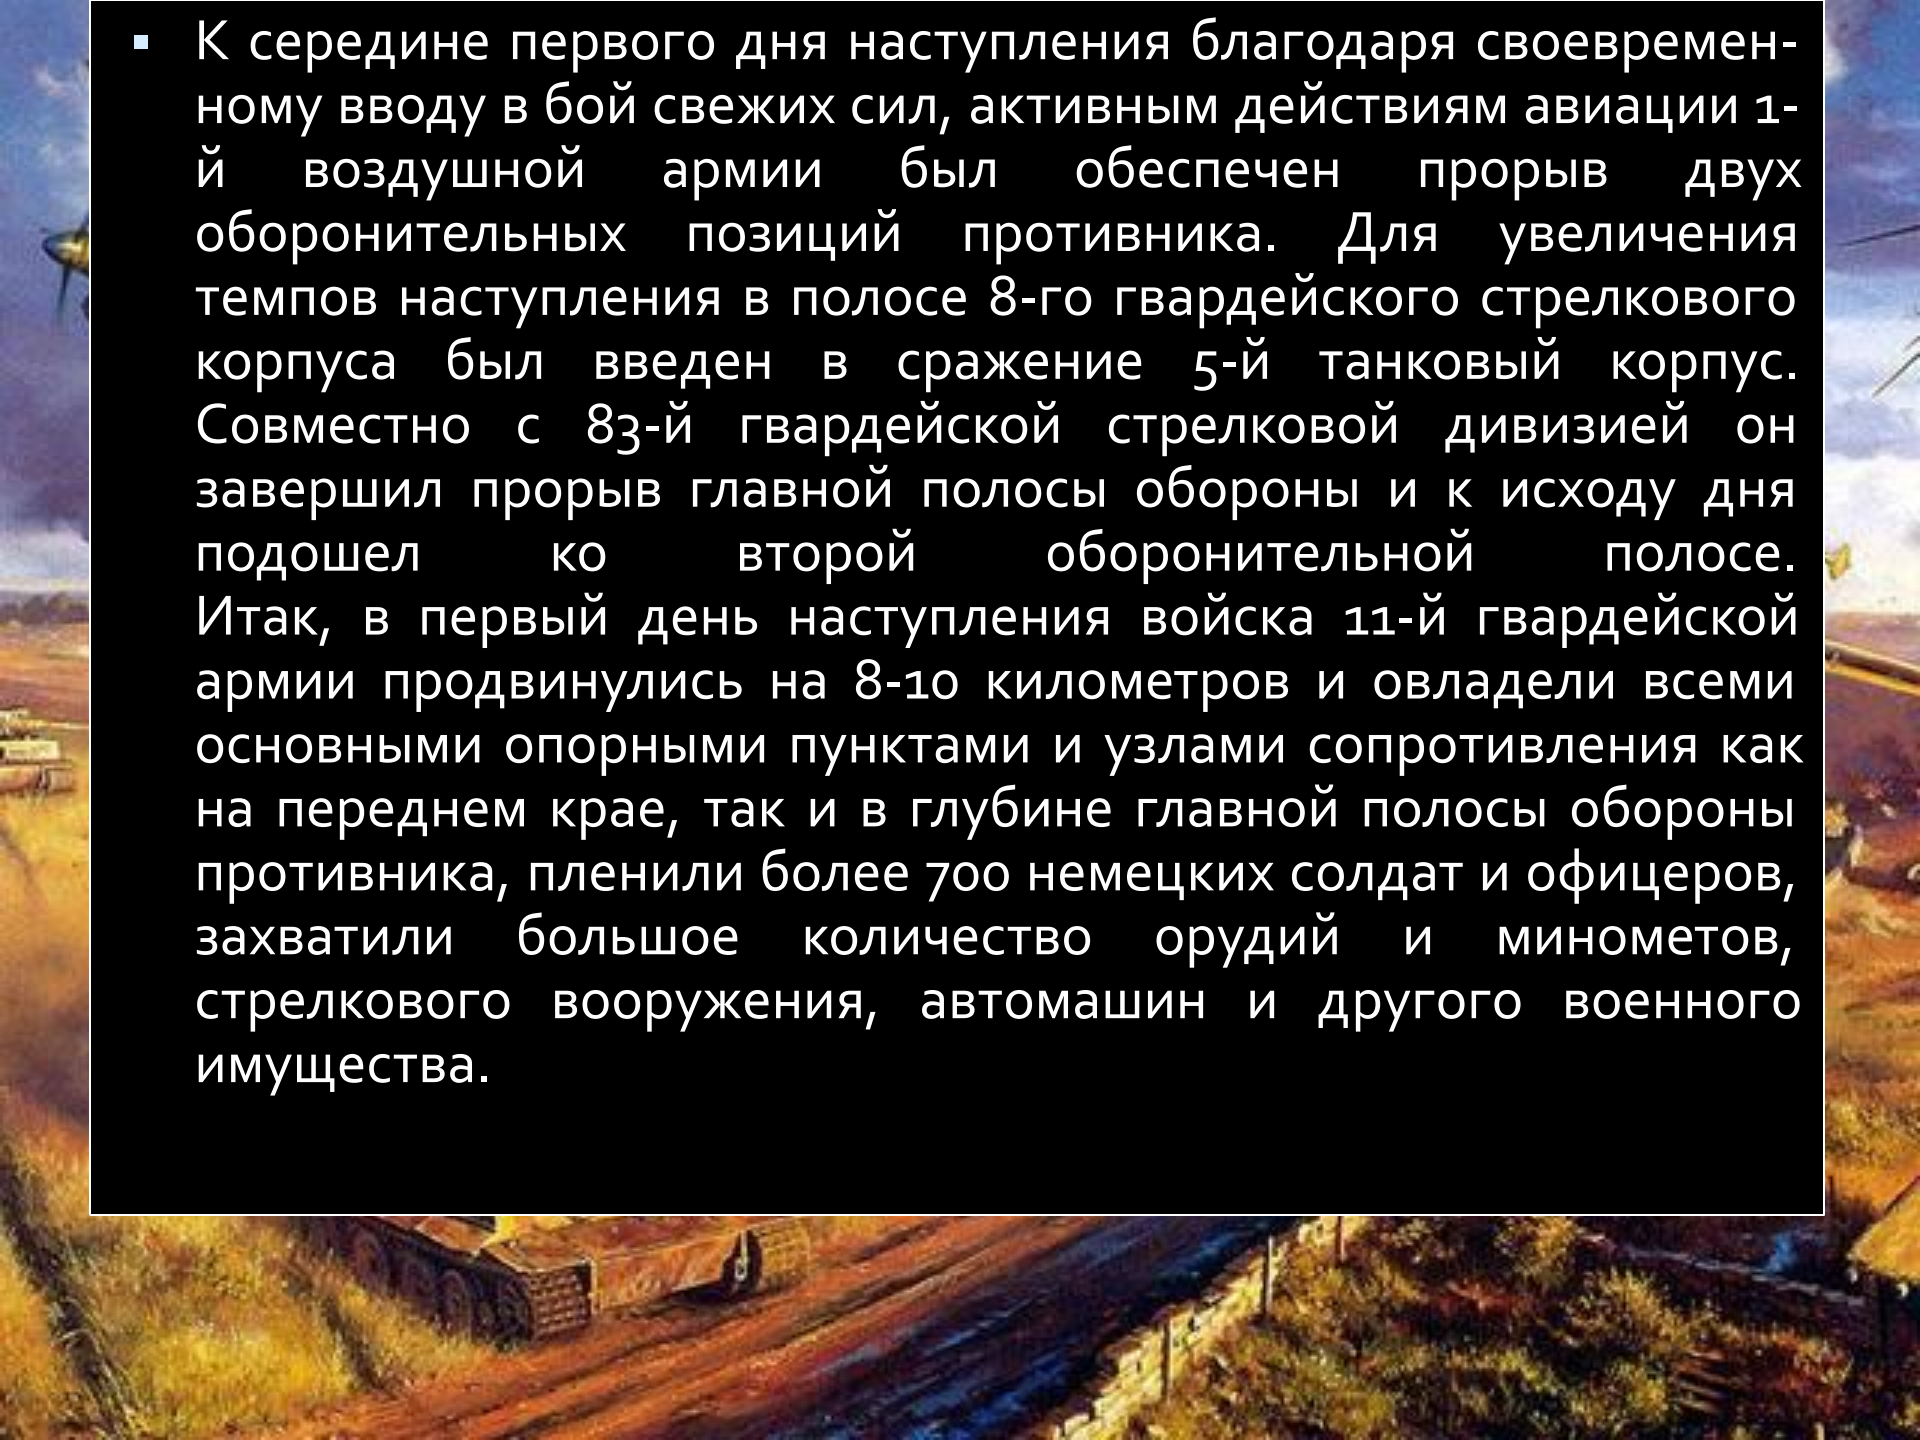 ▪ К середине первого дня наступления благодаря своевремен-
ному вводу в бой свежих сил, активным действиям авиации 1-
й воздушной армии был обеспечен прорыв двух
оборонительных позиций противника. Для увеличения
темпов наступления в полосе 8-го гвардейского стрелкового
корпуса был введен в сражение 5-й танковый корпус.
Совместно с 83-й гвардейской стрелковой дивизией он
завершил прорыв главной полосы обороны и к исходу дня
подошел ко второй оборонительной полосе.
Итак, в первый день наступления войска 11-й гвардейской
армии продвинулись на 8-10 километров и овладели всеми
основными опорными пунктами и узлами сопротивления как
на переднем крае, так и в глубине главной полосы обороны
противника, пленили более 700 немецких солдат и офицеров,
захватили большое количество орудий и минометов,
стрелкового вооружения, автомашин и другого военного
имущества.